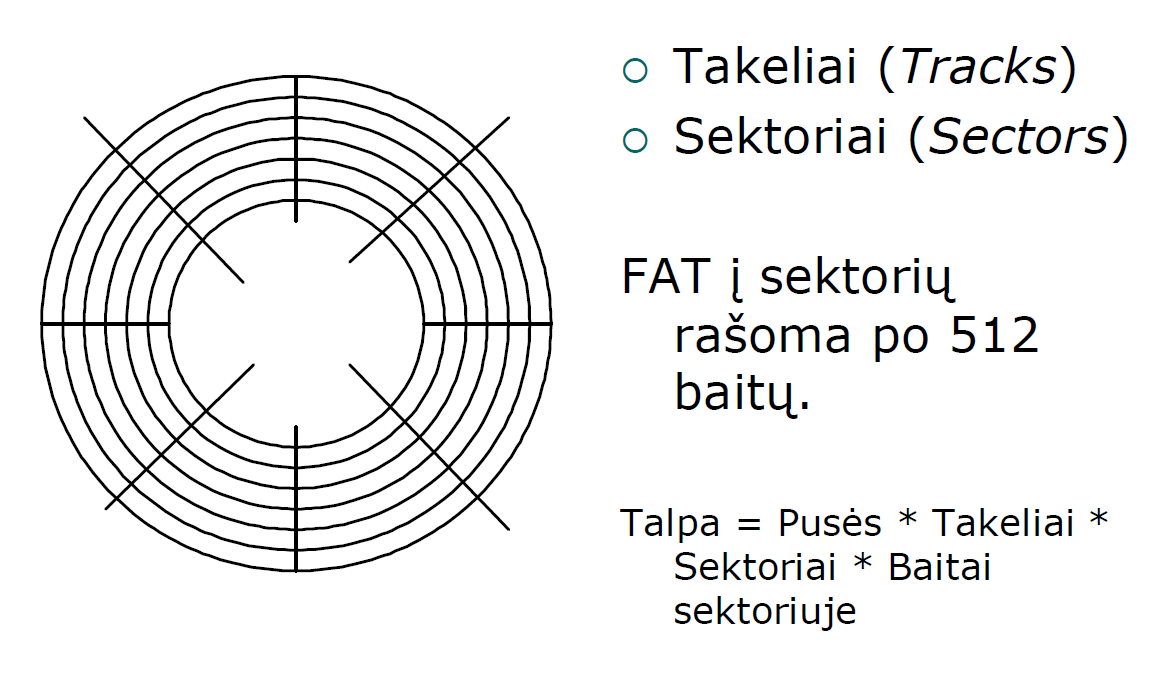 Takeliai (Tracks)
Sektoriai (Sectors)
FAT į sektorių
rašoma po 512
baitų.
Talpa = Pusės * Takeliai *
Sektoriai * Baitai
sektoriuje